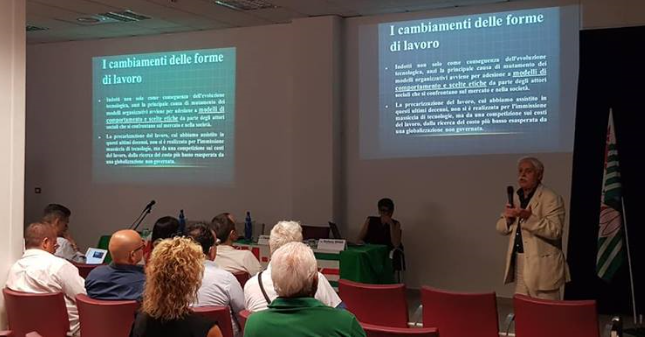 I cambiamenti delle forme
di lavoro
Indotti non solo come conseguenza dell'evoluzione
tecnologica, anzi la principale causa di mutamento dei
modelli organizzativi avviene per adesione a modelli di
comportamento e scelte etiche da parte degli attori
sociali che si confrontano sul mercato e nella società.
La precarizzazione del lavoro, cui abbiamo assistito in
questi ultimi decenni, non si è realizzata per l'immissione
massiccia di tecnologie, ma da una competizione sui costi
del lavoro, dalla ricerca del costo più basso esasperata da
una globalizzazione non governata.
I cambiamenti delle forme
di lavoro
Indotti non solo come conseguenza dell'evoluzione
tecnologica, anzi la principale causa di mutamento dei
modelli organizzativi avviene per adesione a modelli di
comportamento e scelte etiche da parte degli attori
sociali che si confrontano sul mercato e nella società.
La precarizzazione del lavoro, cui abbiamo assistito in
questi ultimi decenni, non si è realizzata per l'immissione
massiccia di tecnologie, ma da una competizione sui costi
del lavoro, dalla ricerca del costo più basso esasperata da
una globalizzazione non governata.